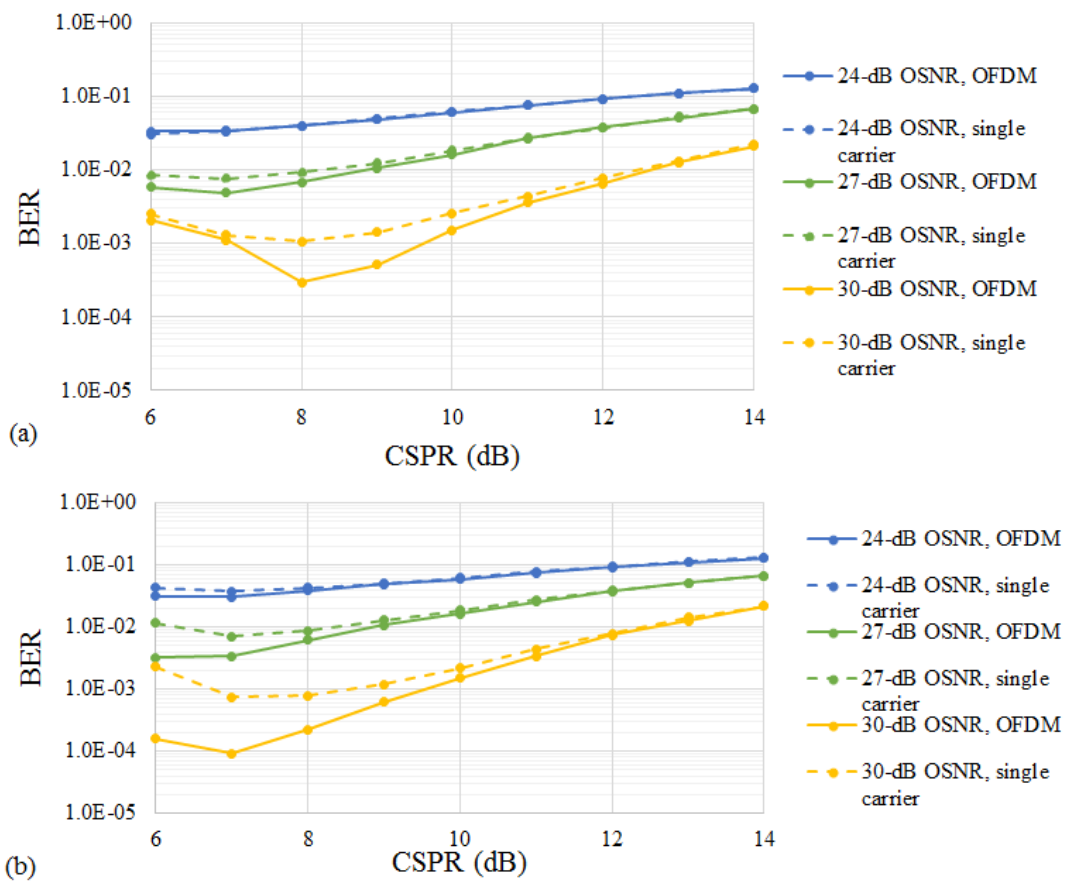 1.0E+00
1.0E-01
1.0E-02
1.0E-03
1.0E-04
1.0E-05
BER
6
8
10
12
14
CSPR (dB)
(a)
24-dB OSNR, OFDM
24-dB OSNR, single
carrier
27-dB OSNR, OFDM
27-dB OSNR, single
carrier
30-dB OSNR, OFDM
30-dB OSNR, single
carrier
1.0E+00
1.0E-01
1.0E-02
1.0E-03
1.0E-04
1.0E-05
BER
6
8
10
12
14
CSPR (dB)
(b)
24-dB OSNR, OFDM
24-dB OSNR, single
carrier
27-dB OSNR, OFDM
27-dB OSNR, single
carrier
30-dB OSNR, OFDM
30-dB OSNR, single
carrier